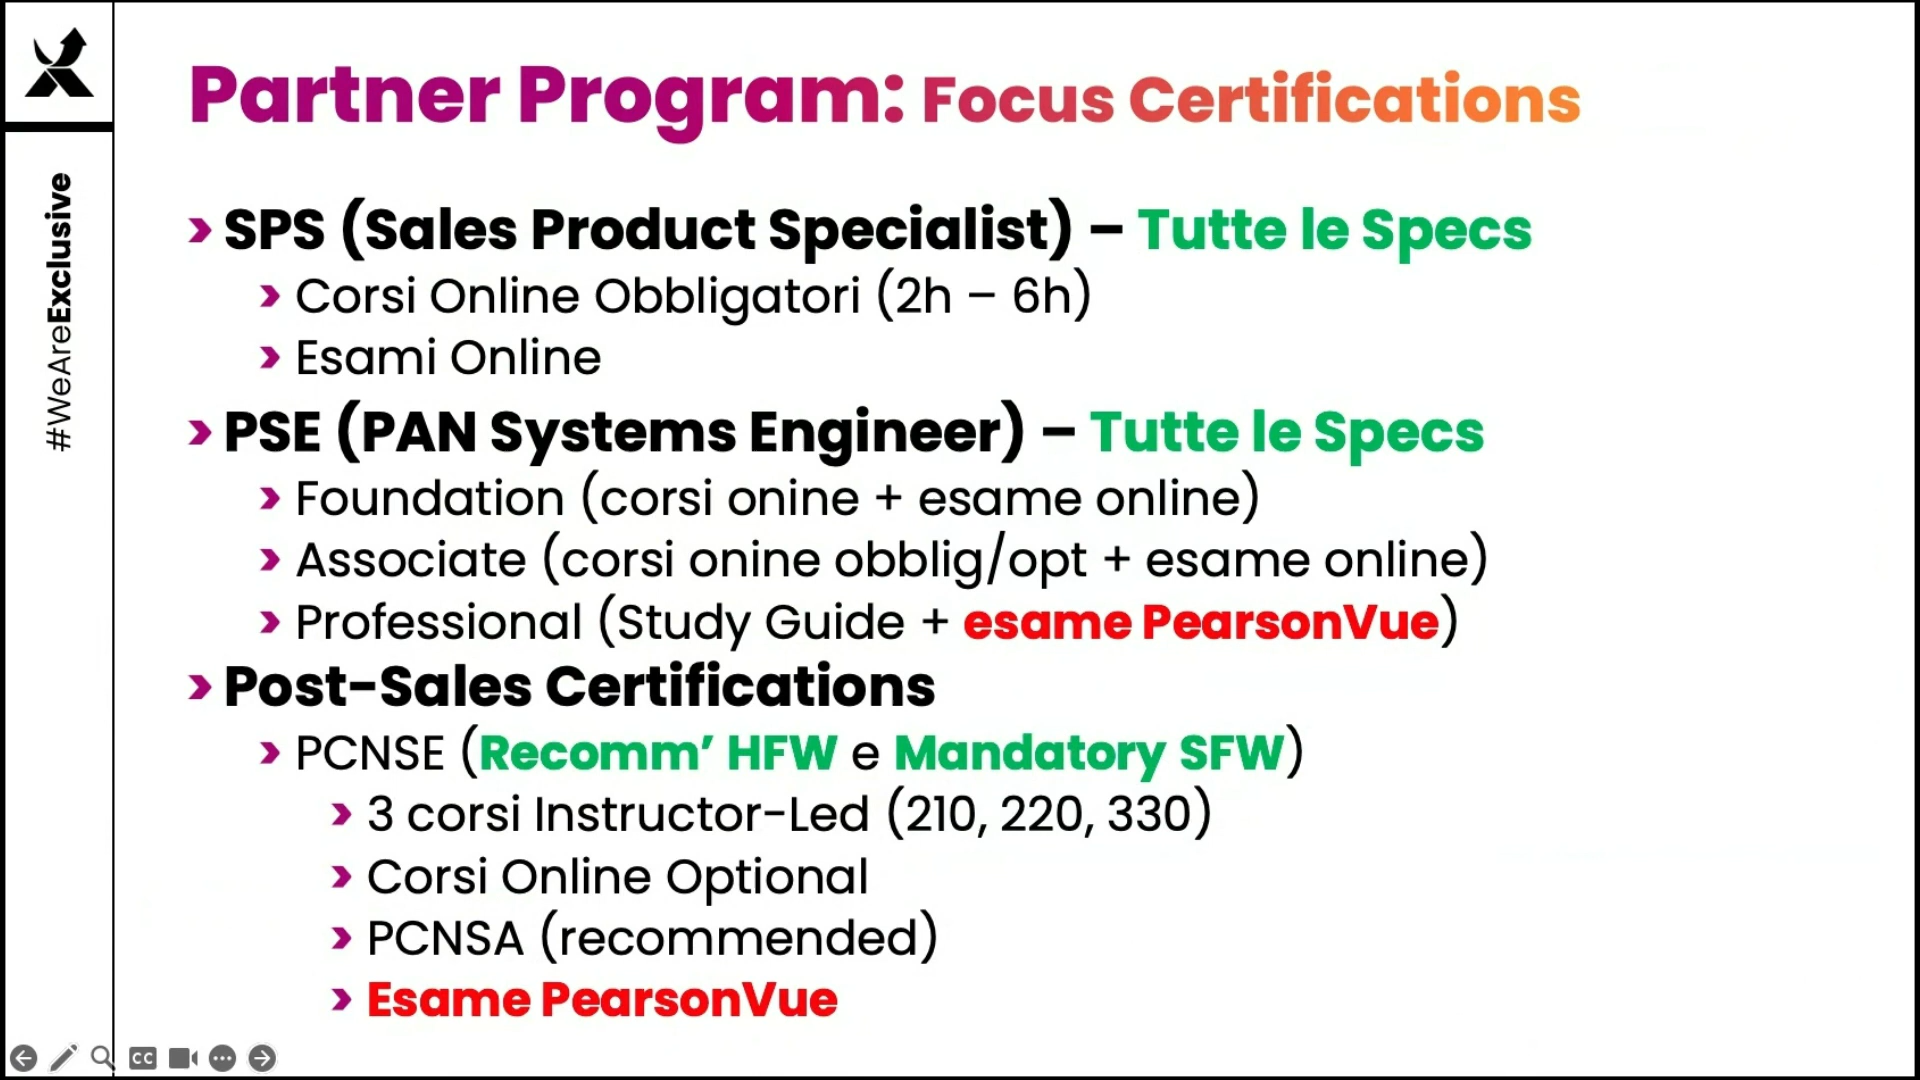 Partner Program: Focus Certifications
#WeAreExclusive
› SPS (Sales Product Specialist) – Tutte le Specs
› Corsi Online Obbligatori (2h – 6h)
› Esami Online
› PSE (PAN Systems Engineer) – Tutte le Specs
› Foundation (corsi onine + esame online)
› Associate (corsi onine obblig/opt + esame online)
› Professional (Study Guide + esame PearsonVue)
› Post-Sales Certifications
› PCNSE (Recomm’ HFW e Mandatory SFW)
› 3 corsi Instructor-Led (210, 220, 330)
› Corsi Online Optional
› PCNSA (recommended)
› Esame PearsonVue
CC